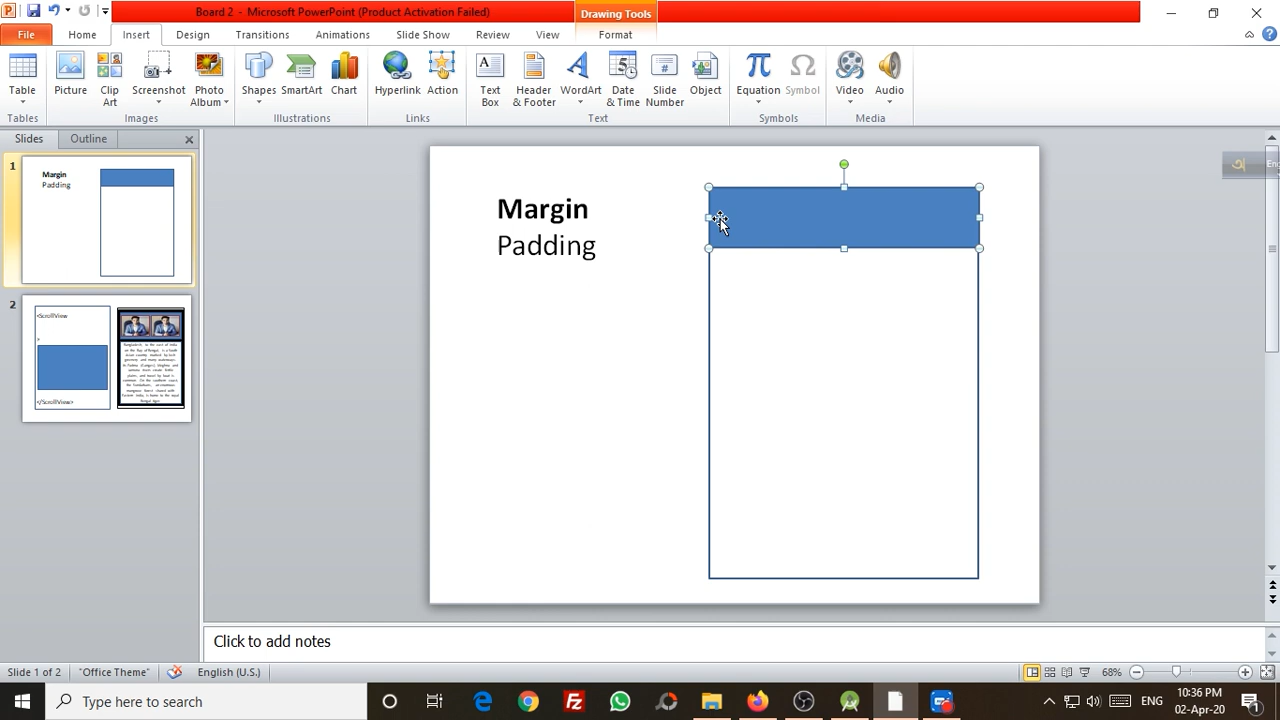 Board 2 - Microsoft PowerPoint (Product Activation Failed)
Drawing Tools
File
Home
Insert
Design
Transitions
Animations
Slide Show
Review
View
Format
Table
Picture
Clip Art
Screenshot
Photo Album
Shapes
SmartArt
Chart
Hyperlink
Action
Text Box
Header & Footer
WordArt
Date & Time
Slide Number
Object
Equation
Symbol
Video
Audio
Tables
Images
Illustrations
Links
Text
Symbols
Media
Slides
Outline
1
Margin
Padding
2
<ScrollView
>
</ScrollView>
Margin
Padding
Click to add notes
Slide 1 of 2
"Office Theme"
English (U.S.)
68%
Type here to search
ENG
10:36 PM
02-Apr-20